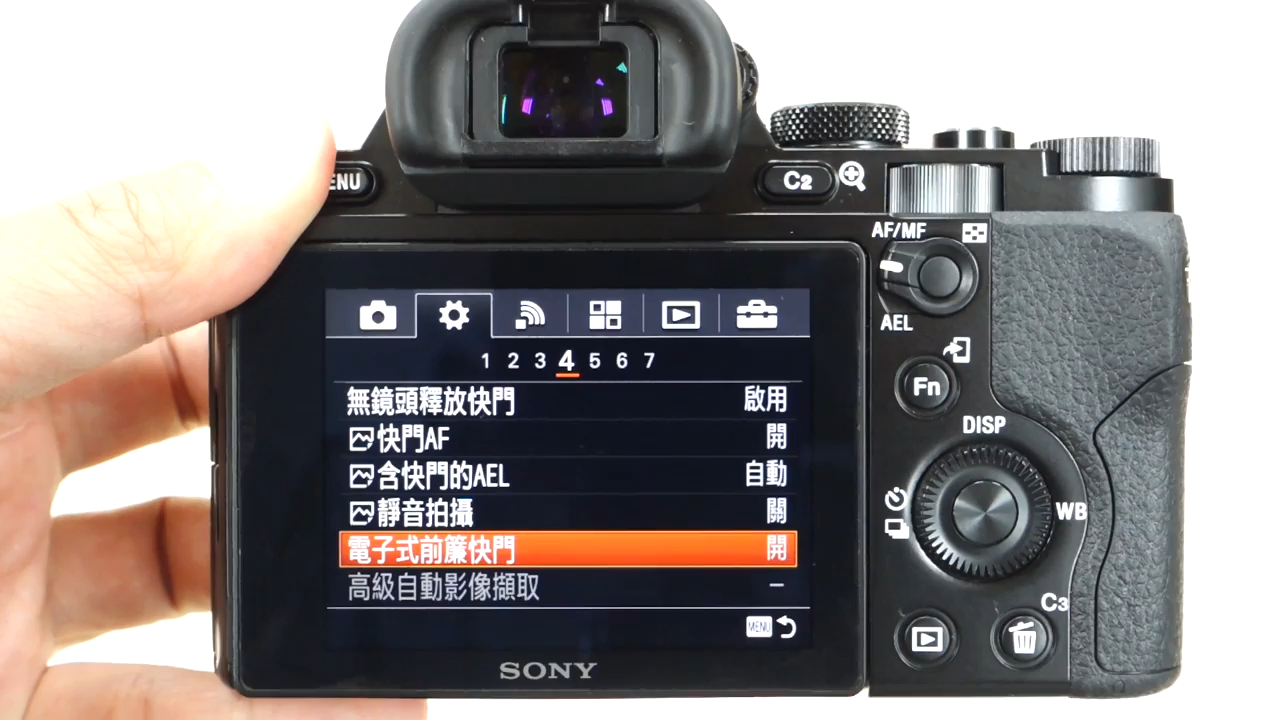 ENU
C2
AF/MF
AEL
1 2 3 4 5 6 7
無鏡頭釋放快門 啟用
快門AF 開
含快門的AEL 自動
靜音拍攝 關
電子式前簾快門 開
高級自動影像擷取 –
MENU
Fn
DISP
WB
C3
SONY